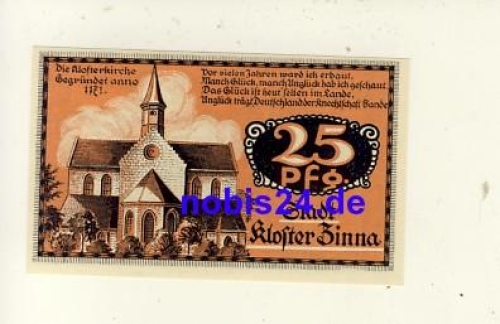 Die Klosterkirche
Gegründet anno
1171.
Vor vielen Jahren ward ich erbaut,
Manch Glück, manch Unglück hab ich geschaut.
Das Glück ist heut selten im Lande,
Unglück trägt Deutschland der Knechtschaft Bande
25
Pfg.
nobis24.de
Stadt
Kloster Zinna